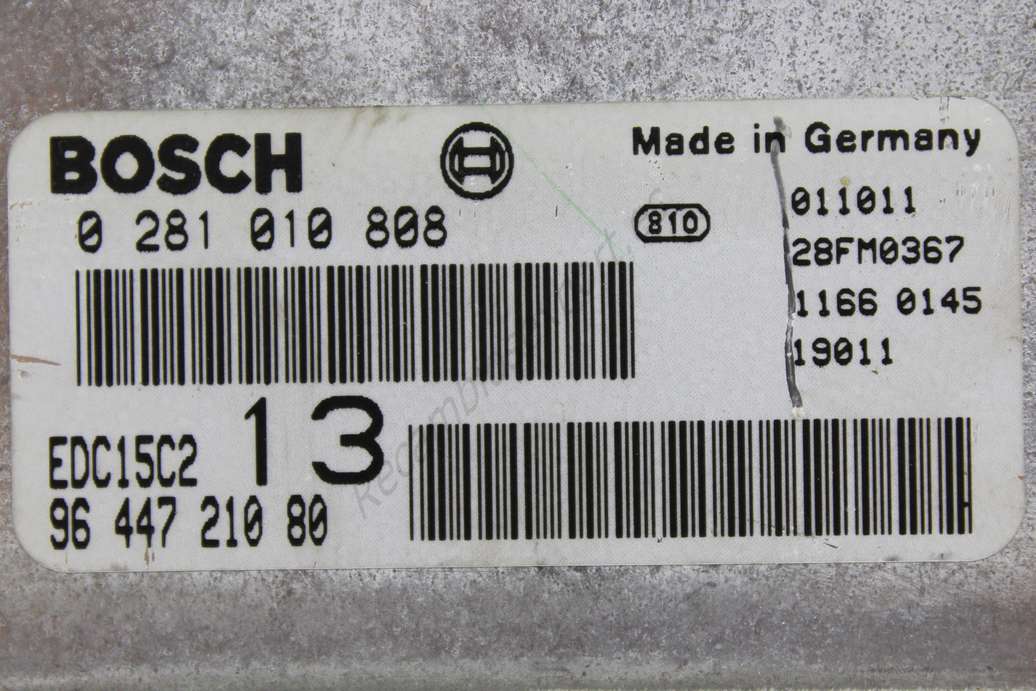 BOSCH
Made in Germany
0 281 010 808
810
011011
28FM0367
1166 0145
19011
EDC15C2
13
96 447 210 80